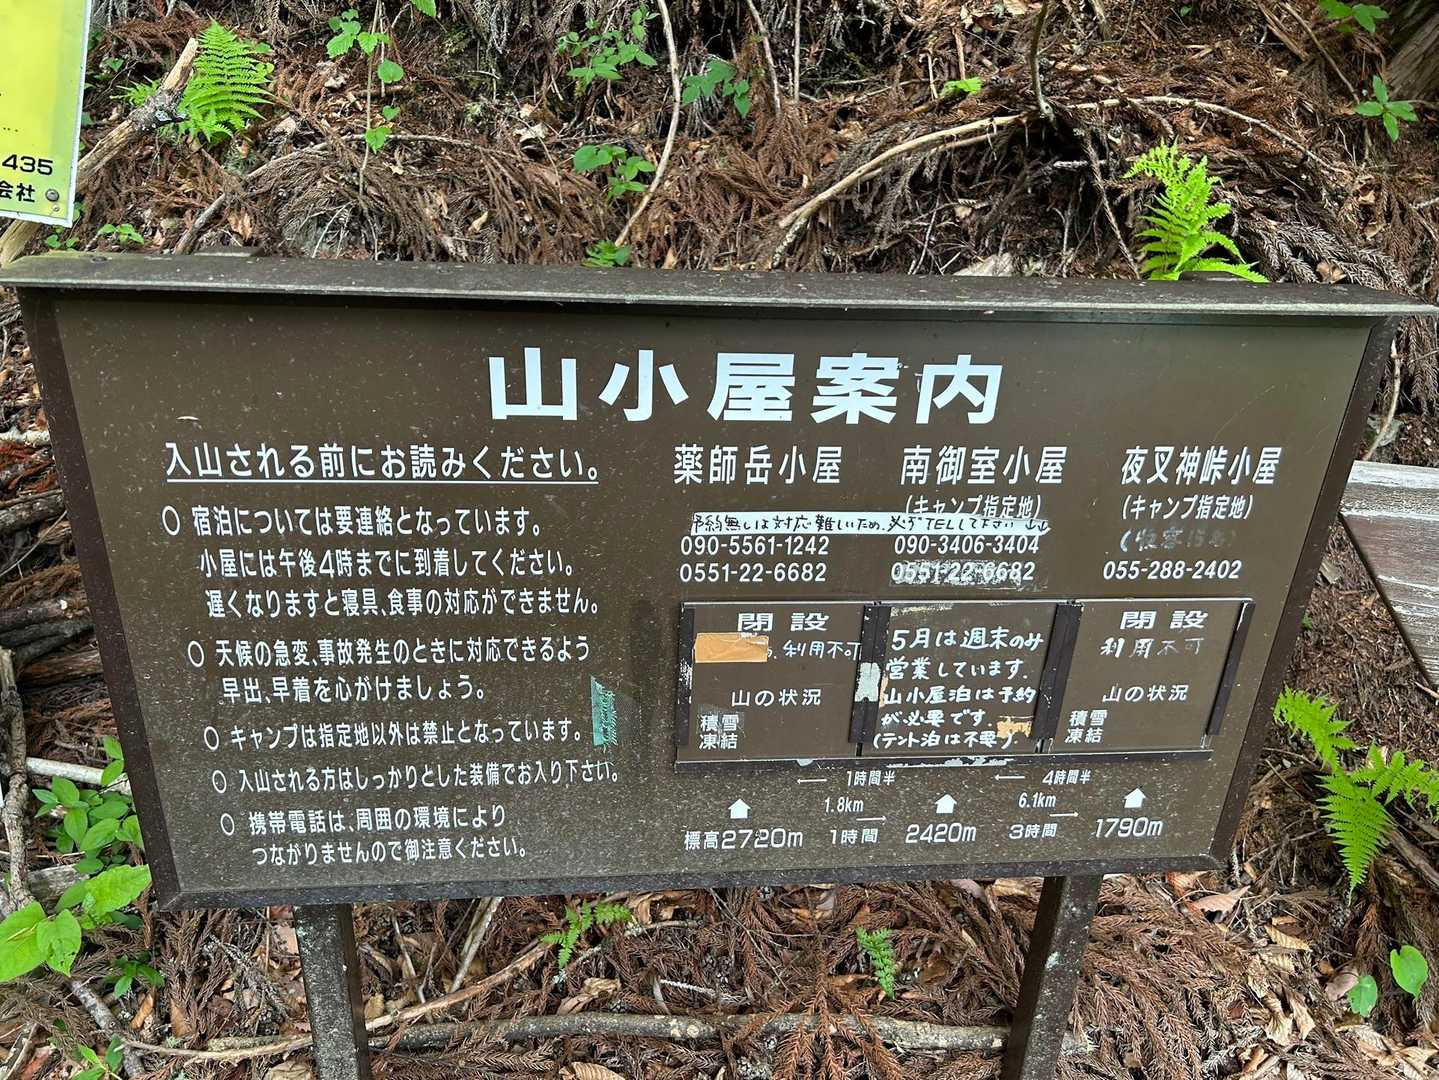 435
会社
山小屋案内
入山される前にお読みください。
○ 宿泊については要連絡となっています。
小屋には午後4時までに到着してください。
遅くなりますと寝具、食事の対応ができません。
○ 天候の急変、事故発生のときに対応できるよう
早出、早着を心がけましょう。
○ キャンプは指定地以外は禁止となっています。
○ 入山される方はしっかりとした装備でお入り下さい。
○ 携帯電話は、周囲の環境により
つながりませんので御注意ください。
薬師岳小屋
南御室小屋
(キャンプ指定地)
夜叉神峠小屋
(キャンプ指定地)
予約無しは対応難しいため、必ずTELして下さい
090-5561-1242
0551-22-6682
090-3406-3404
0551-22-6682
055-288-2402
閉設
利用不可
山の状況
積雪
凍結
5月は週末のみ
営業しています。
山小屋泊は予約
が必要です。
(テント泊は不要).
閉設
利用不可
山の状況
積雪
凍結
← 1時間半
← 4時間半
1.8km
6.1km
標高2720m
1時間 →
2420m
3時間 →
1790m